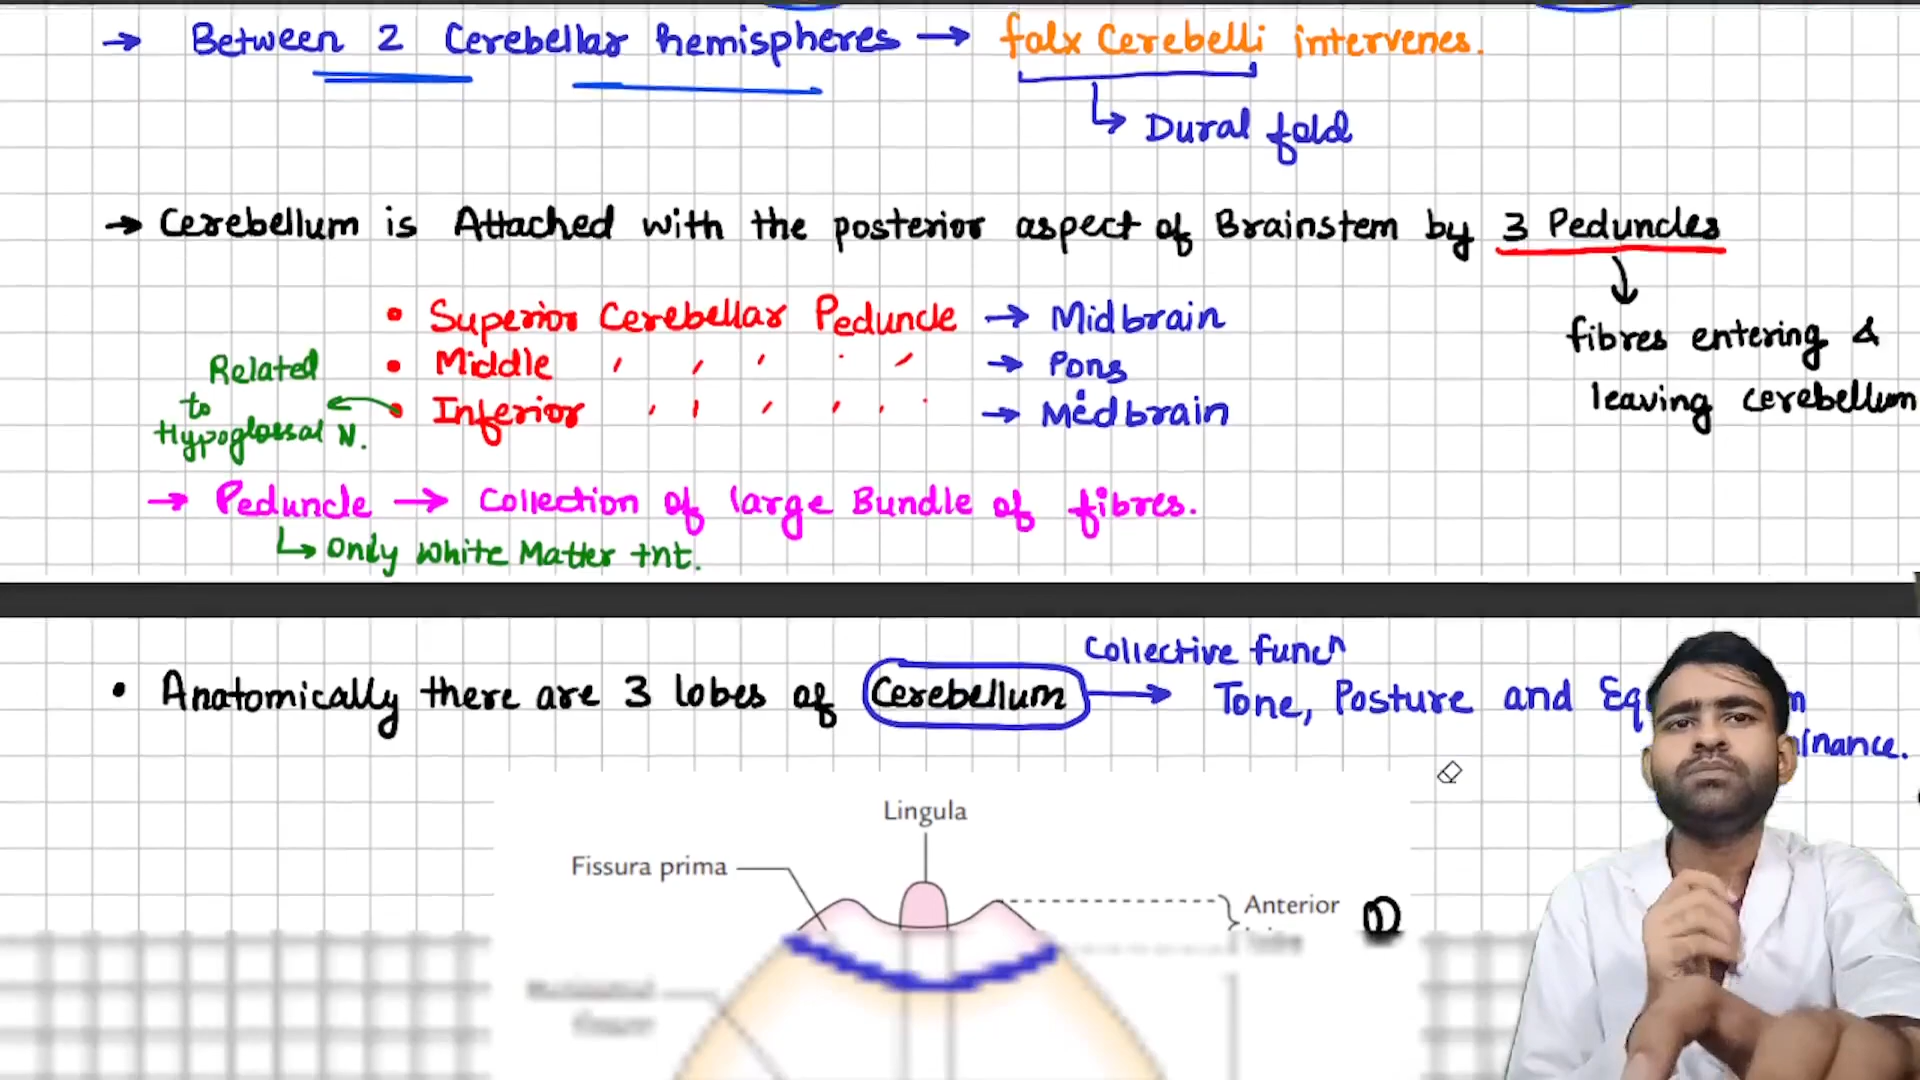 → Between 2 Cerebellar hemispheres → falx Cerebelli intervenes.
↳ Dural fold
→ Cerebellum is Attached with the posterior aspect of Brainstem by 3 Peduncles
fibres entering &
leaving cerebellum
• Superior Cerebellar Peduncle → Midbrain
• Middle ′ ′ ′ ′ ′ → Pons
• Inferior ′ ′ ′ ′ ′ → Medbrain
Related
to
Hypoglossal N.
→ Peduncle → Collection of large Bundle of fibres.
↳ Only White Matter +nt.
Collective funcⁿ
• Anatomically there are 3 lobes of Cerebellum → Tone, Posture and
Lingula
Fissura prima
Anterior ①